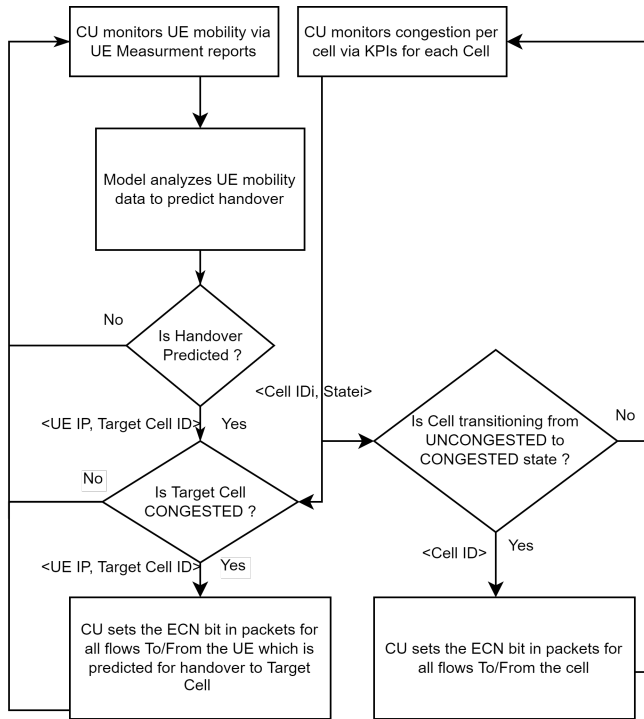 CU monitors UE mobility via
UE Measurment reports
CU monitors congestion per
cell via KPIs for each Cell
Model analyzes UE mobility
data to predict handover
No
Is Handover
Predicted ?
<Cell IDi, Statei>
<UE IP, Target Cell ID>
Yes
Is Cell transitioning from
UNCONGESTED to
CONGESTED state ?
No
No
Is Target Cell
CONGESTED ?
<UE IP, Target Cell ID>
Yes
<Cell ID>
Yes
CU sets the ECN bit in packets for
all flows To/From the UE which is
predicted for handover to Target
Cell
CU sets the ECN bit in packets for
all flows To/From the cell